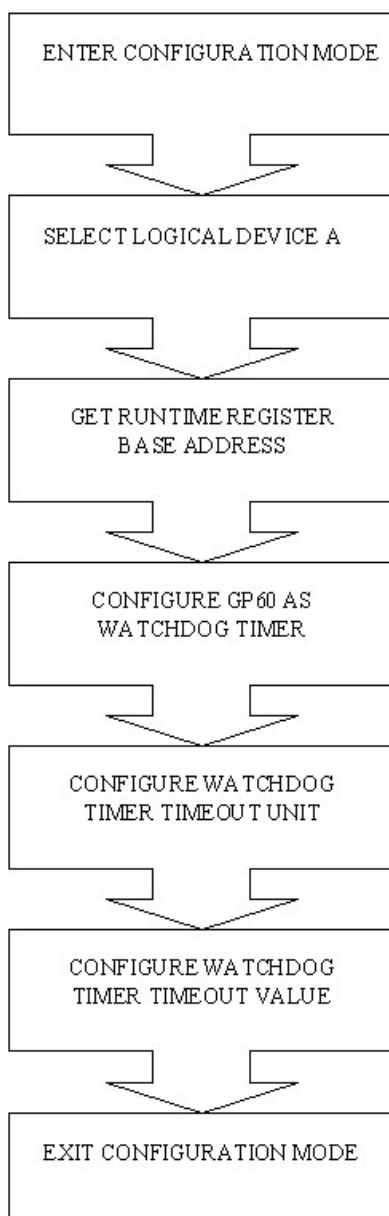 ENTER CONFIGURATION MODE
SELECT LOGICAL DEVICE A
GET RUNTIME REGISTER
BASE ADDRESS
CONFIGURE GP60 AS
WATCHDOG TIMER
CONFIGURE WATCHDOG
TIMER TIMEOUT UNIT
CONFIGURE WATCHDOG
TIMER TIMEOUT VALUE
EXIT CONFIGURATION MODE